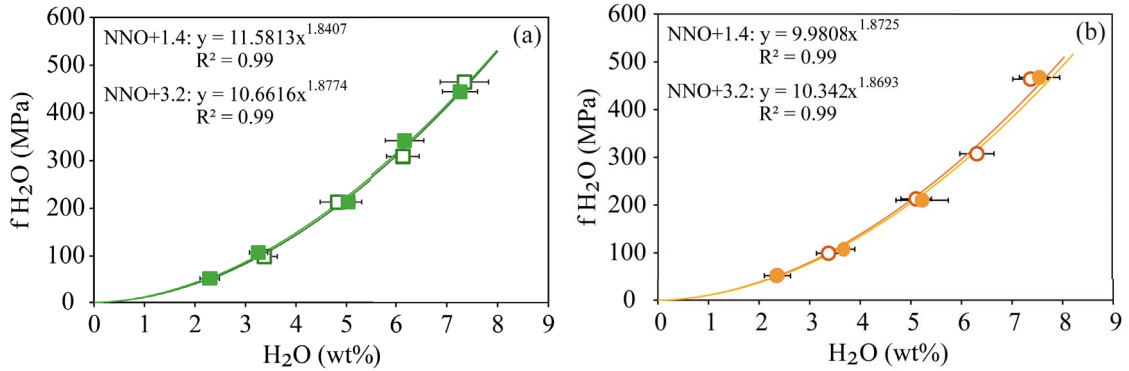 (a)
NNO+1.4: y = 11.5813x^1.8407
R² = 0.99
NNO+3.2: y = 10.6616x^1.8774
R² = 0.99
f H₂O (MPa)
600
500
400
300
200
100
0
0 1 2 3 4 5 6 7 8 9
H₂O (wt%)
(b)
NNO+1.4: y = 9.9808x^1.8725
R² = 0.99
NNO+3.2: y = 10.342x^1.8693
R² = 0.99
f H₂O (MPa)
600
500
400
300
200
100
0
0 1 2 3 4 5 6 7 8 9
H₂O (wt%)